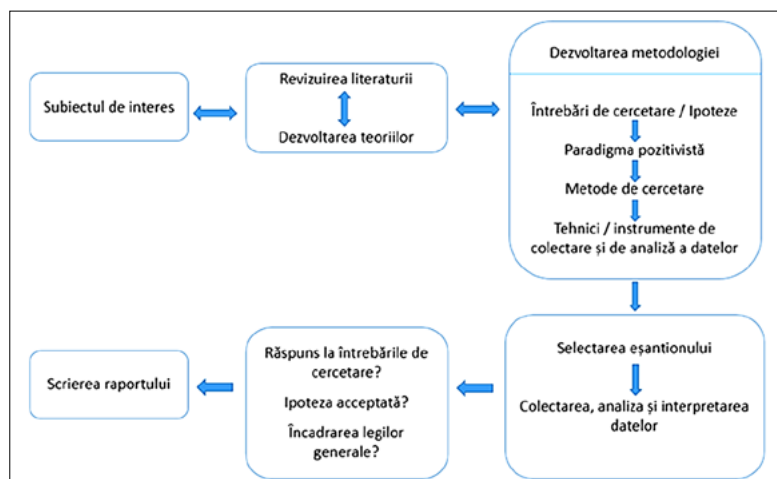 Subiectul de interes
Revizuirea literaturii
Dezvoltarea teoriilor
Dezvoltarea metodologiei
Întrebări de cercetare / Ipoteze
Paradigma pozitivistă
Metode de cercetare
Tehnici / instrumente de
colectare și de analiză a datelor
Selectarea eșantionului
Colectarea, analiza și interpretarea
datelor
Răspuns la întrebările de
cercetare?
Ipoteza acceptată?
Încadrarea legilor
generale?
Scrierea raportului